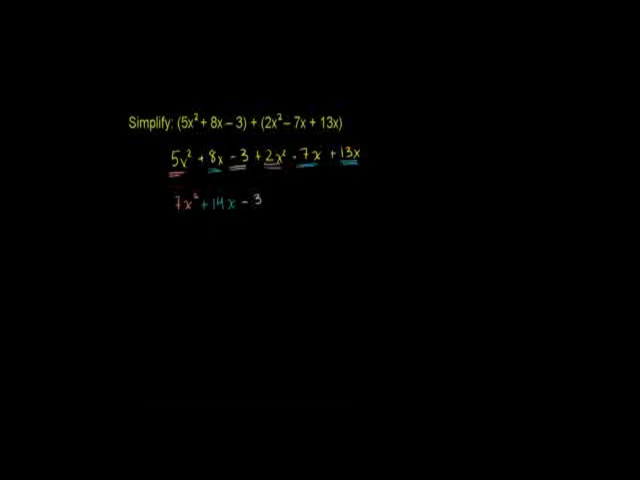 Simplify: (5x² + 8x – 3) + (2x² – 7x + 13x)
5x² + 8x - 3 + 2x² - 7x + 13x
7x² + 14x - 3